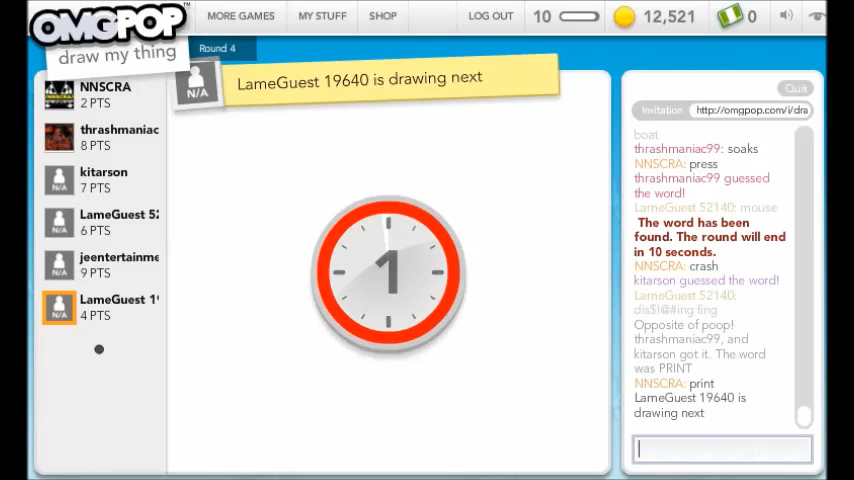 OMGPOP™
draw my thing
MORE GAMES
MY STUFF
SHOP
LOG OUT
10
12,521
0
Round 4
N/A
LameGuest 19640 is drawing next
NNSCRA
2 PTS
thrashmaniac
8 PTS
N/A
kitarson
7 PTS
N/A
LameGuest 52
6 PTS
N/A
jeentertainme
9 PTS
N/A
LameGuest 1
4 PTS
1
Quit
Invitation
http://omgpop.com/i/dra
boat
thrashmaniac99: soaks
NNSCRA: press
thrashmaniac99 guessed
the word!
LameGuest 52140: mouse
The word has been
found. The round will end
in 10 seconds.
NNSCRA: crash
kitarson guessed the word!
LameGuest 52140:
dis$!@#ing fing
Opposite of poop!
thrashmaniac99, and
kitarson got it. The word
was PRINT
NNSCRA: print
LameGuest 19640 is
drawing next